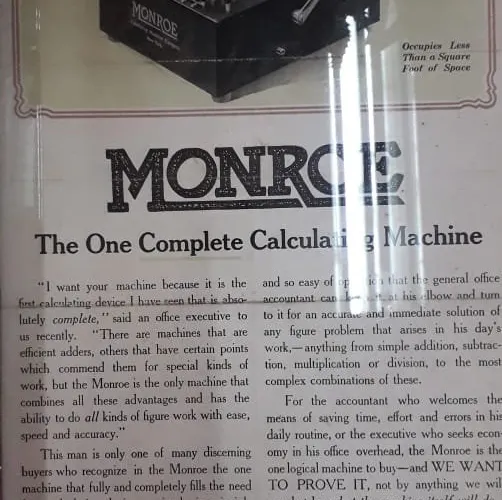 MONROE
Occupies Less
Than a Square
Foot of Space
MONROE
The One Complete Calculating Machine
"I want your machine because it is the
first calculating device I have seen that is abso-
lutely complete," said an office executive to
us recently. "There are machines that are
efficient adders, others that have certain points
which commend them for special kinds of
work, but the Monroe is the only machine that
combines all these advantages and has the
ability to do all kinds of figure work with ease,
speed and accuracy."
This man is only one of many discerning
buyers who recognize in the Monroe the one
machine that fully and completely fills the need
and so easy of operation that the general office
accountant can at his elbow and turn
to it for an accurate and immediate solution of
any figure problem that arises in his day's
work,—anything from simple addition, subtrac-
tion, multiplication or division, to the most
complex combinations of these.
For the accountant who welcomes the
means of saving time, effort and errors in his
daily routine, or the executive who seeks econ-
omy in his office overhead, the Monroe is the
one logical machine to buy—and WE WANT
TO PROVE IT, not by anything we wi